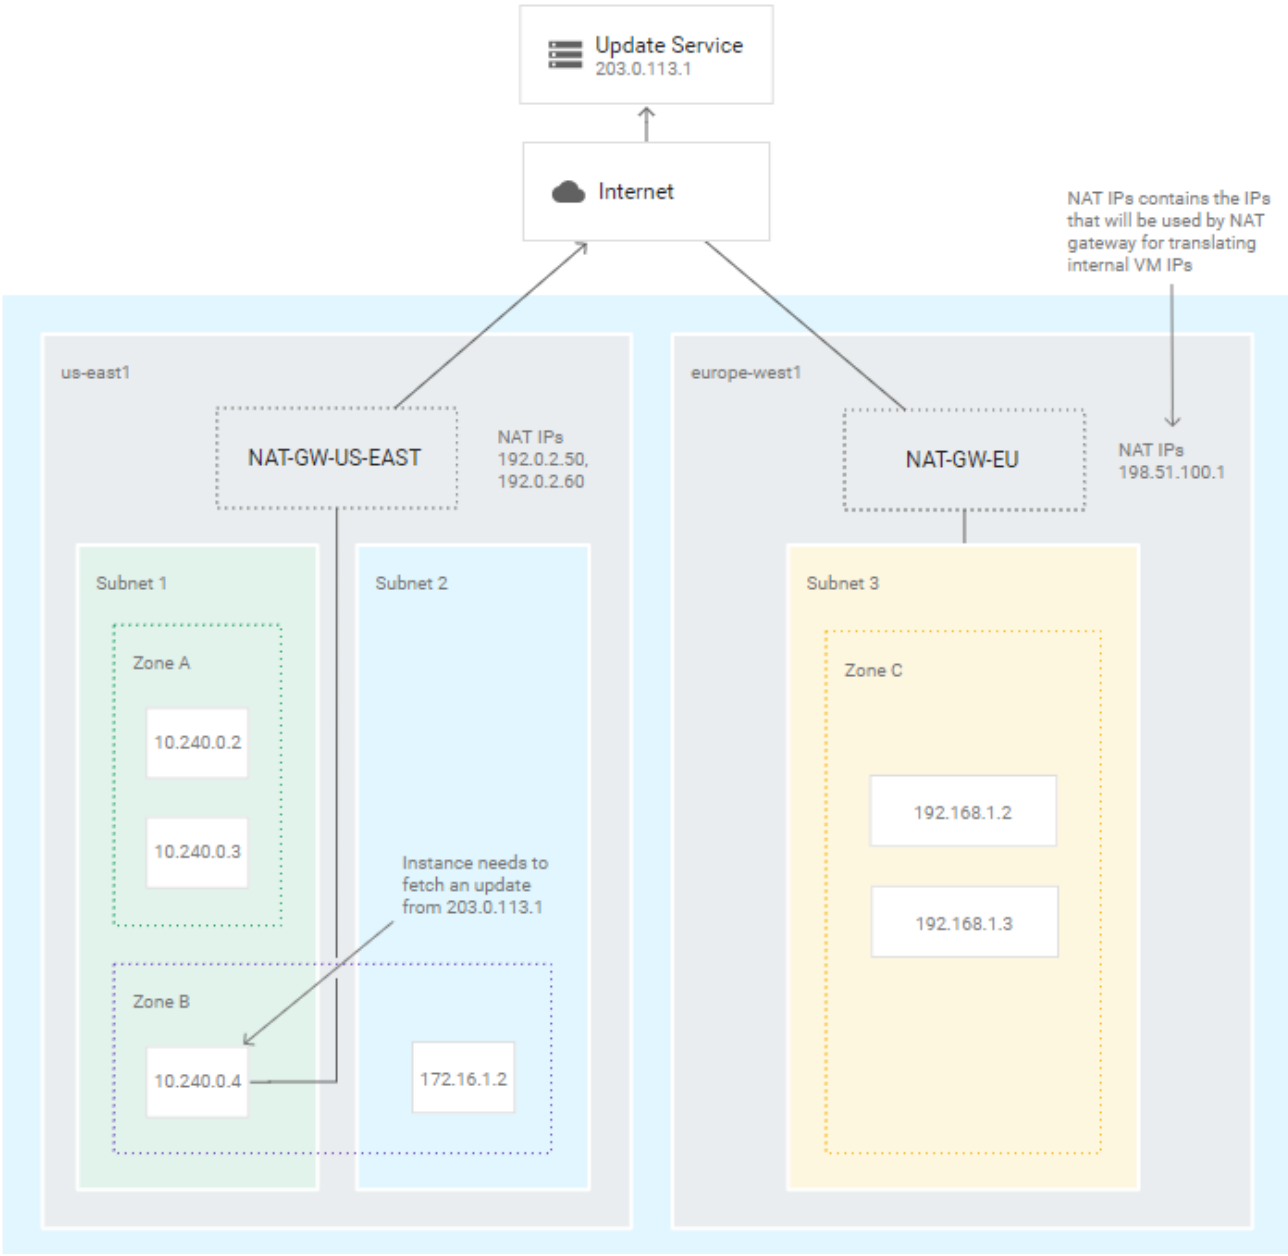 Update Service
203.0.113.1
Internet
NAT IPs contains the IPs
that will be used by NAT
gateway for translating
internal VM IPs
us-east1
NAT-GW-US-EAST
NAT IPs
192.0.2.50,
192.0.2.60
europe-west1
NAT-GW-EU
NAT IPs
198.51.100.1
Subnet 1
Zone A
10.240.0.2
10.240.0.3
Subnet 2
Instance needs to
fetch an update
from 203.0.113.1
Zone B
10.240.0.4
172.16.1.2
Subnet 3
Zone C
192.168.1.2
192.168.1.3